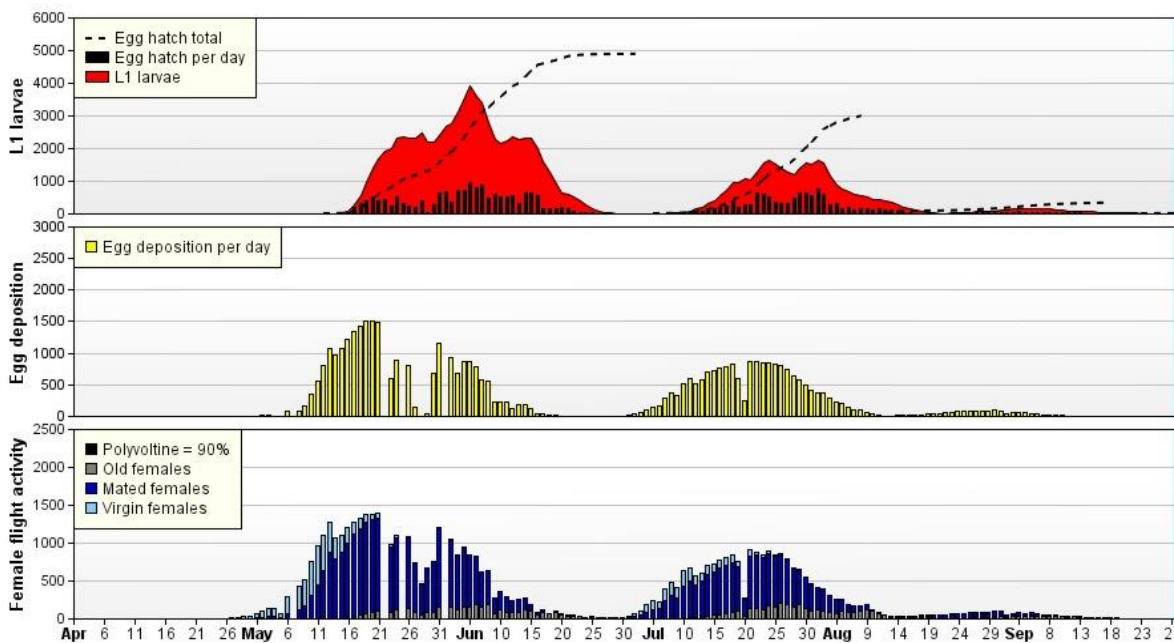 6000
5000
4000
3000
2000
1000
0
L1 larvae
Egg hatch total
Egg hatch per day
L1 larvae
3000
2500
2000
1500
1000
500
0
Egg deposition
Egg deposition per day
2500
2000
1500
1000
500
0
Female flight activity
Polyvoltine = 90%
Old females
Mated females
Virgin females
Apr 6 11 16 21 26 May 6 11 16 21 26 Jun 5 10 15 20 25 30 Jul 5 10 15 20 25 30 Aug 9 14 19 24 29 Sep 8 13 18 23